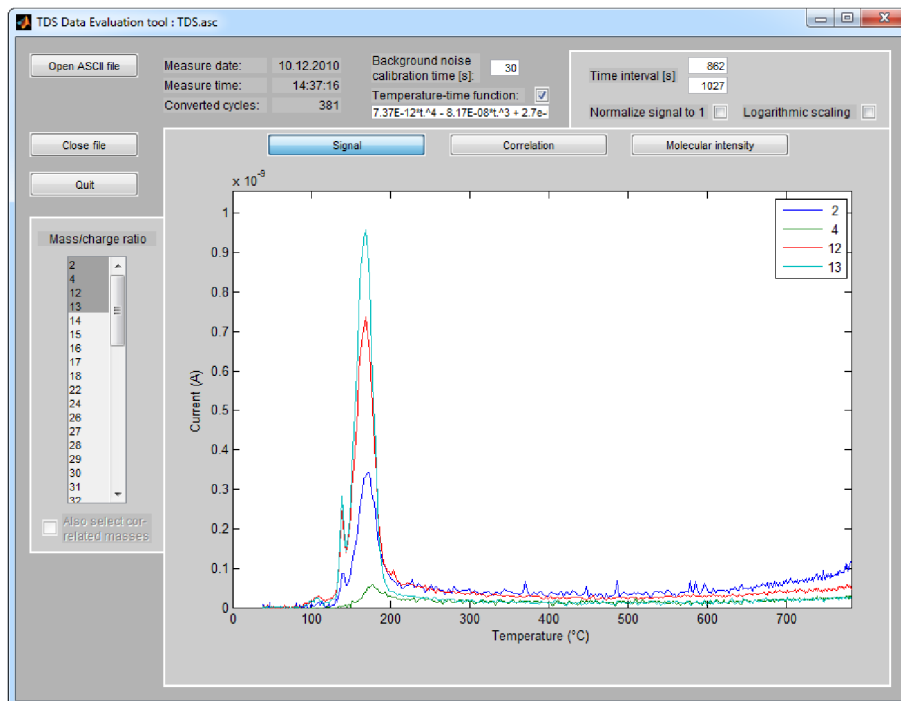 TDS Data Evaluation tool : TDS.asc
Open ASCII file
Close file
Quit
Measure date: 10.12.2010
Measure time: 14:37:16
Converted cycles: 381
Background noise
calibration time [s]: 30
Temperature-time function:
7.37E-12*t.^4 - 8.17E-08*t.^3 + 2.7e-
Time interval [s] 862
1027
Normalize signal to 1 Logarithmic scaling
Signal Correlation Molecular intensity
Mass/charge ratio
2
4
12
13
14
15
16
17
18
22
24
26
27
28
29
30
31
32
Also select cor-
related masses
x 10^-9
1
0.9
0.8
0.7
0.6
0.5
0.4
0.3
0.2
0.1
0
Current (A)
0 100 200 300 400 500 600 700
Temperature (°C)
2
4
12
13